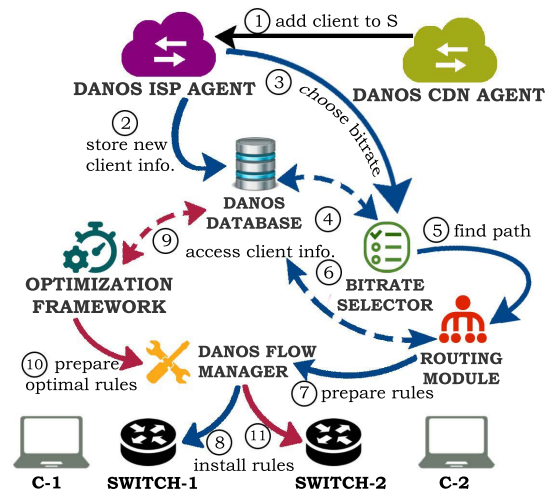 1 add client to S
DANOS ISP AGENT
DANOS CDN AGENT
3 choose bitrate
2
store new
client info.
DANOS
DATABASE
4
5 find path
9
access client info.
6
BITRATE
SELECTOR
OPTIMIZATION
FRAMEWORK
10 prepare
optimal rules
DANOS FLOW
MANAGER
ROUTING
MODULE
7 prepare rules
8
11
install rules
C-1
SWITCH-1
SWITCH-2
C-2